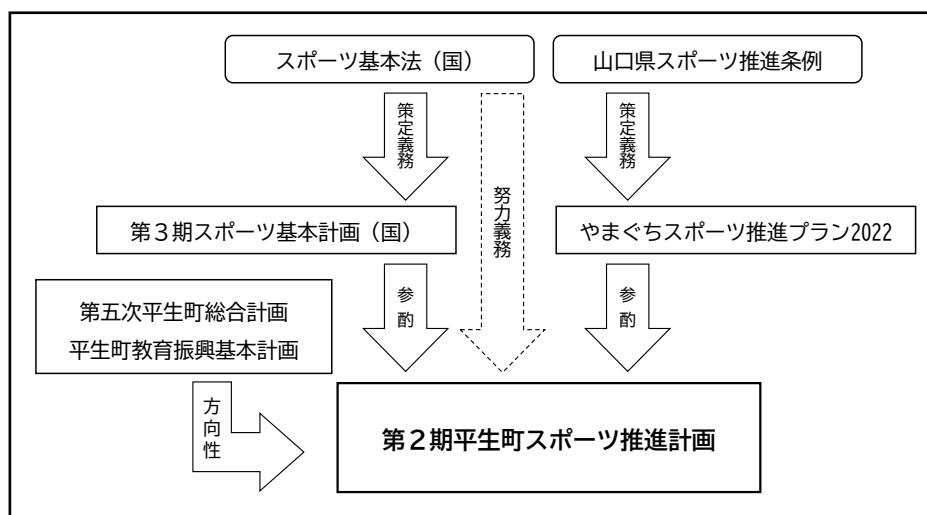 スポーツ基本法（国）
山口県スポーツ推進条例
策定義務
策定義務
努力義務
第３期スポーツ基本計画（国）
やまぐちスポーツ推進プラン2022
参酌
参酌
第五次平生町総合計画
平生町教育振興基本計画
方向性
第２期平生町スポーツ推進計画